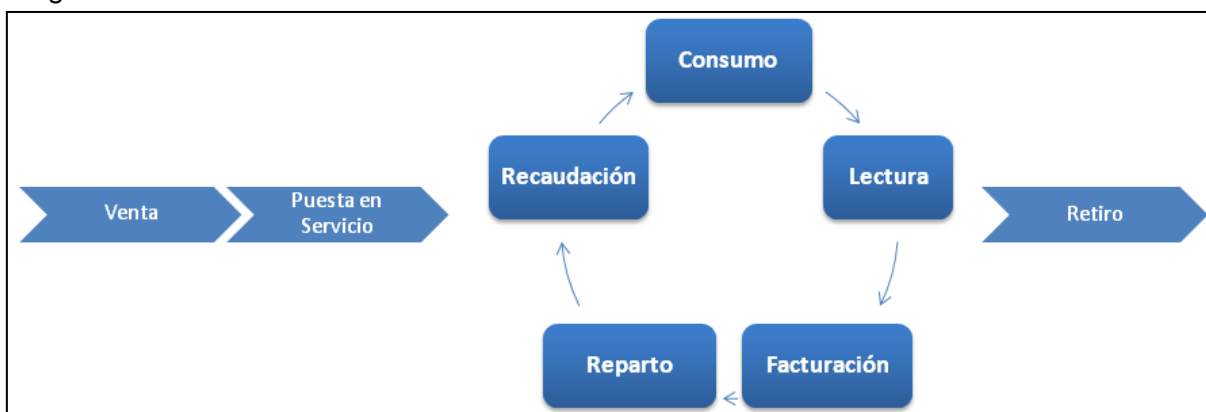 Venta
Puesta en
Servicio
Consumo
Lectura
Facturación
Reparto
Recaudación
Retiro